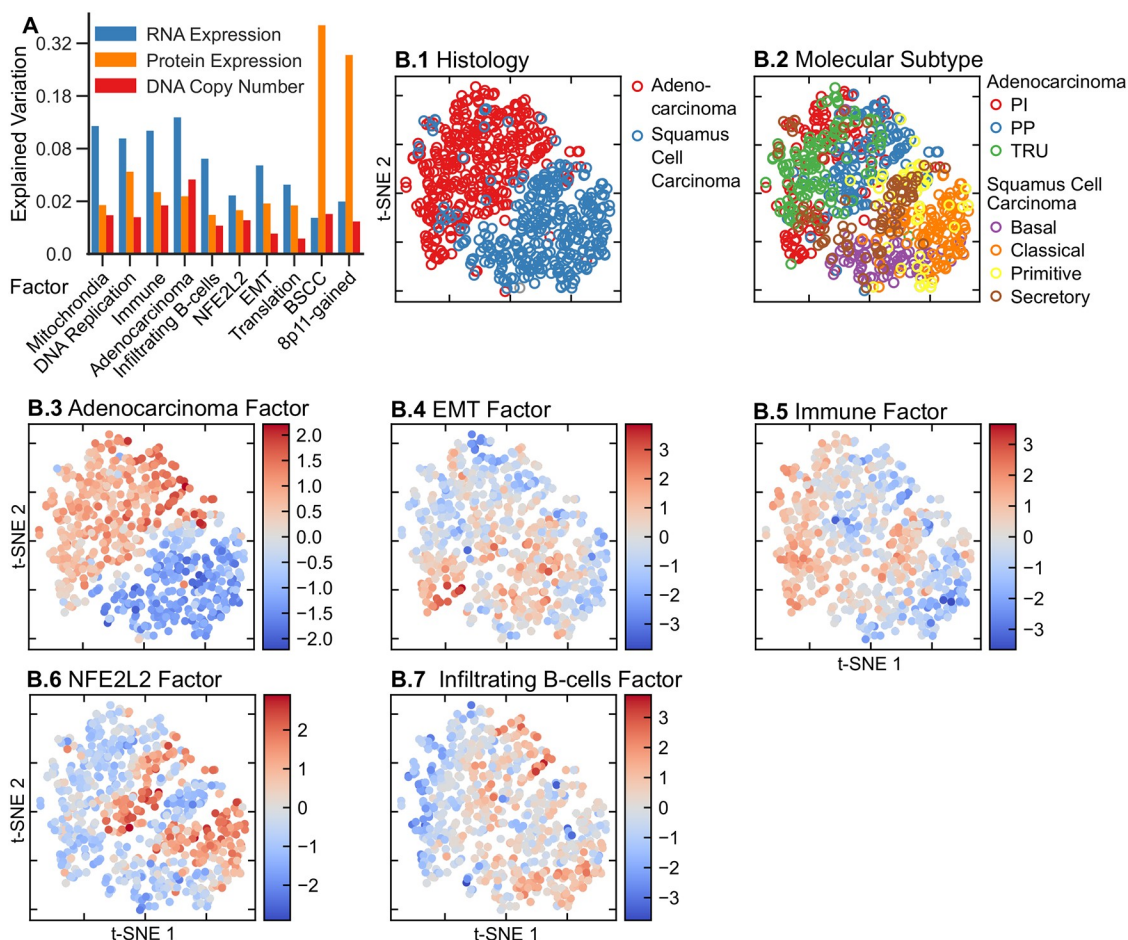 A
RNA Expression
Protein Expression
DNA Copy Number
Explained Variation
0.32
0.18
0.08
0.02
0.0
Factor
Mitochrondia
DNA Replication
Immune
Adenocarcinoma
Infiltrating B-cells
NFE2L2
EMT
Translation
BSCC
8p11-gained
B.1 Histology
t-SNE 2
Adeno-
carcinoma
Squamus
Cell
Carcinoma
B.2 Molecular Subtype
Adenocarcinoma
PI
PP
TRU
Squamus Cell
Carcinoma
Basal
Classical
Primitive
Secretory
B.3 Adenocarcinoma Factor
t-SNE 2
2.0
1.5
1.0
0.5
0.0
−0.5
−1.0
−1.5
−2.0
B.4 EMT Factor
3
2
1
0
−1
−2
−3
B.5 Immune Factor
t-SNE 1
3
2
1
0
−1
−2
−3
B.6 NFE2L2 Factor
t-SNE 2
t-SNE 1
2
1
0
−1
−2
B.7 Infiltrating B-cells Factor
t-SNE 1
3
2
1
0
−1
−2
−3